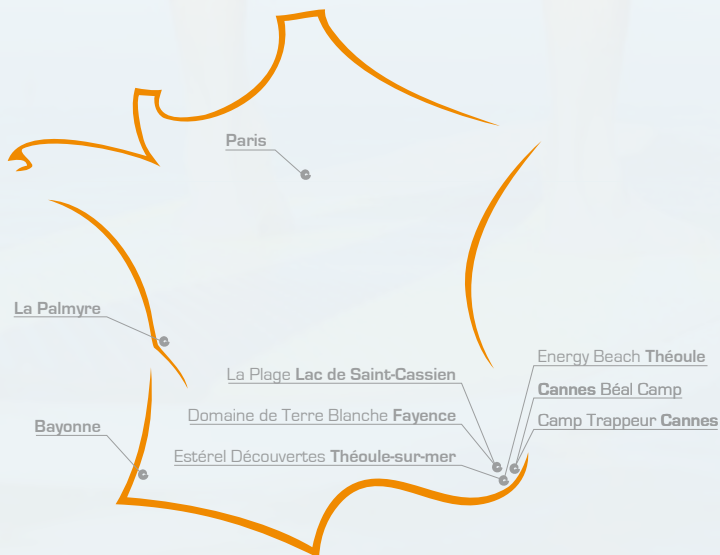 Paris
La Palmyre
Energy Beach Théoule
La Plage Lac de Saint-Cassien
Cannes Béal Camp
Domaine de Terre Blanche Fayence
Camp Trappeur Cannes
Bayonne
Estérel Découvertes Théoule-sur-mer